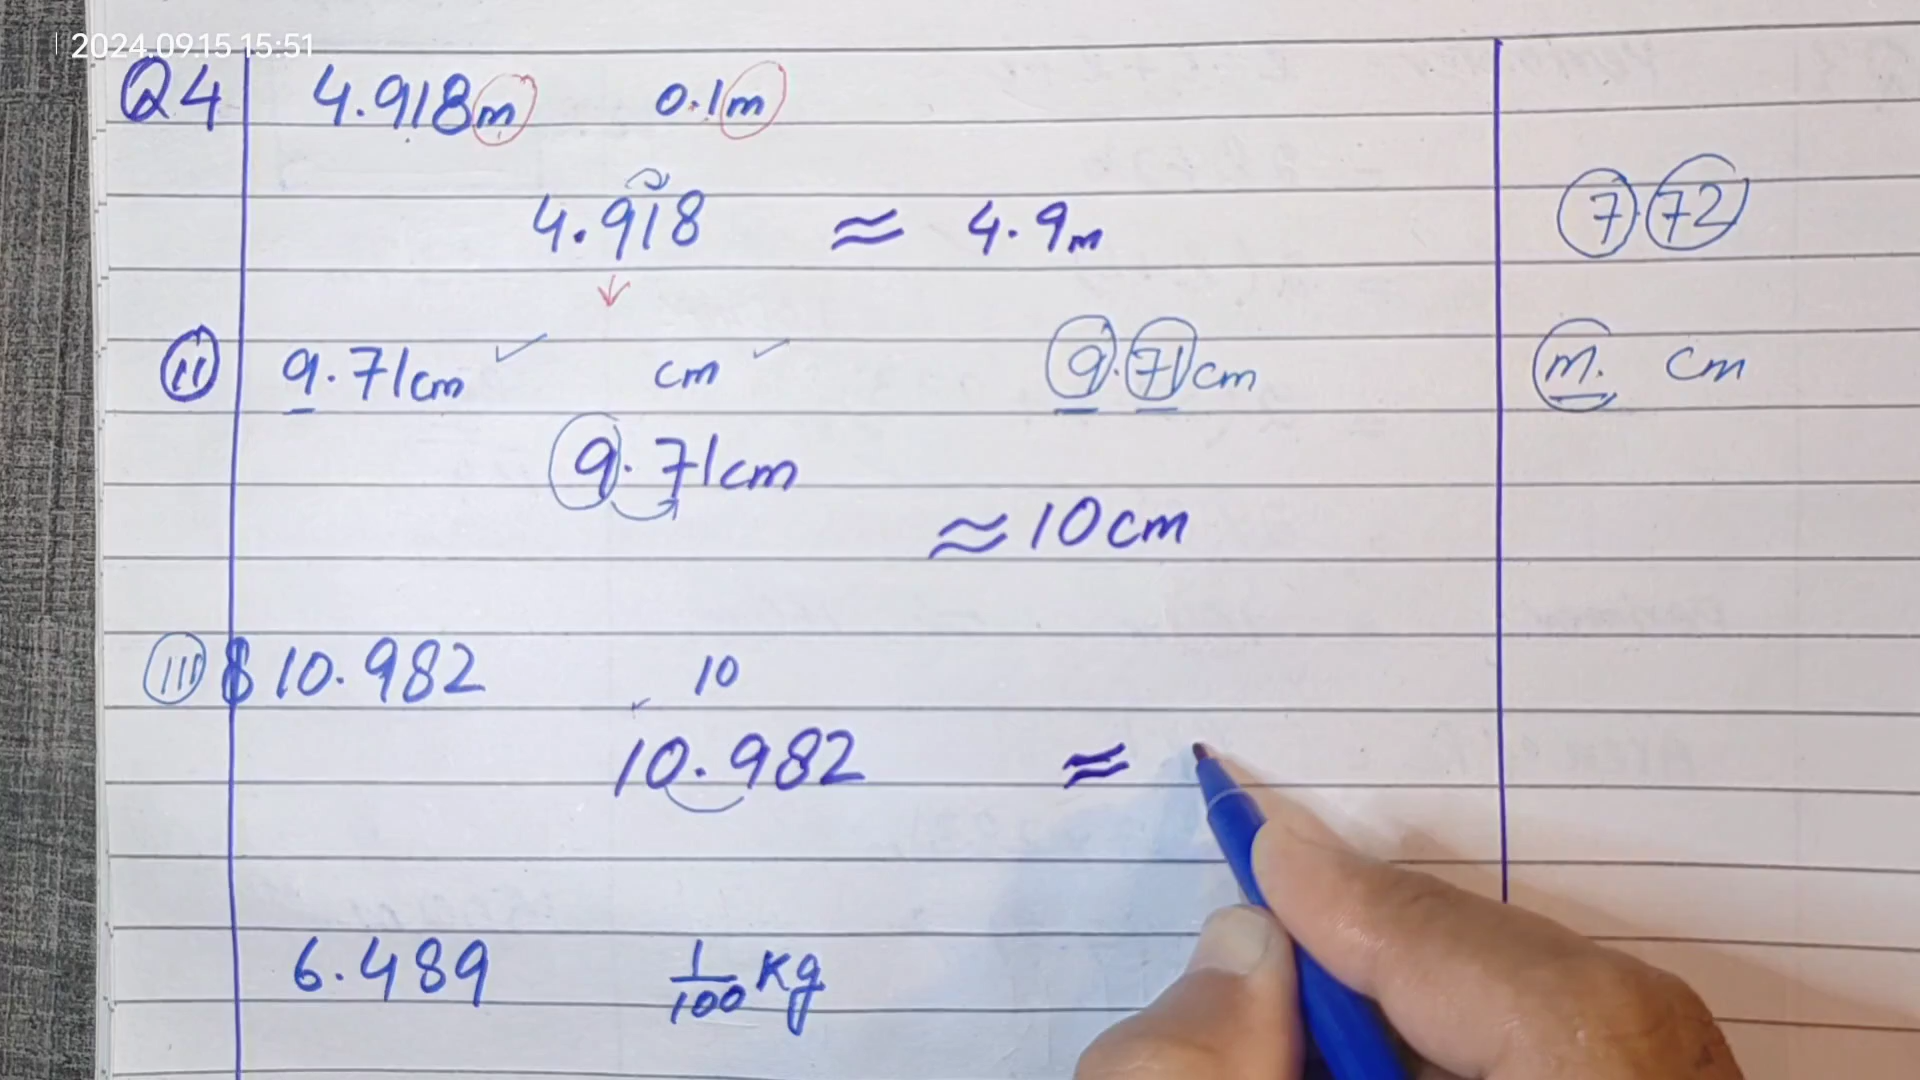 2024.09.15 15:51
Q4 4.918m 0.1m
4.918 ≈ 4.9m
7.72
(ii) 9.71cm cm 9.71cm
m. cm
9.71cm
≈ 10cm
(iii) $ 10.982 10
10.982 ≈
6.489 1/100 kg